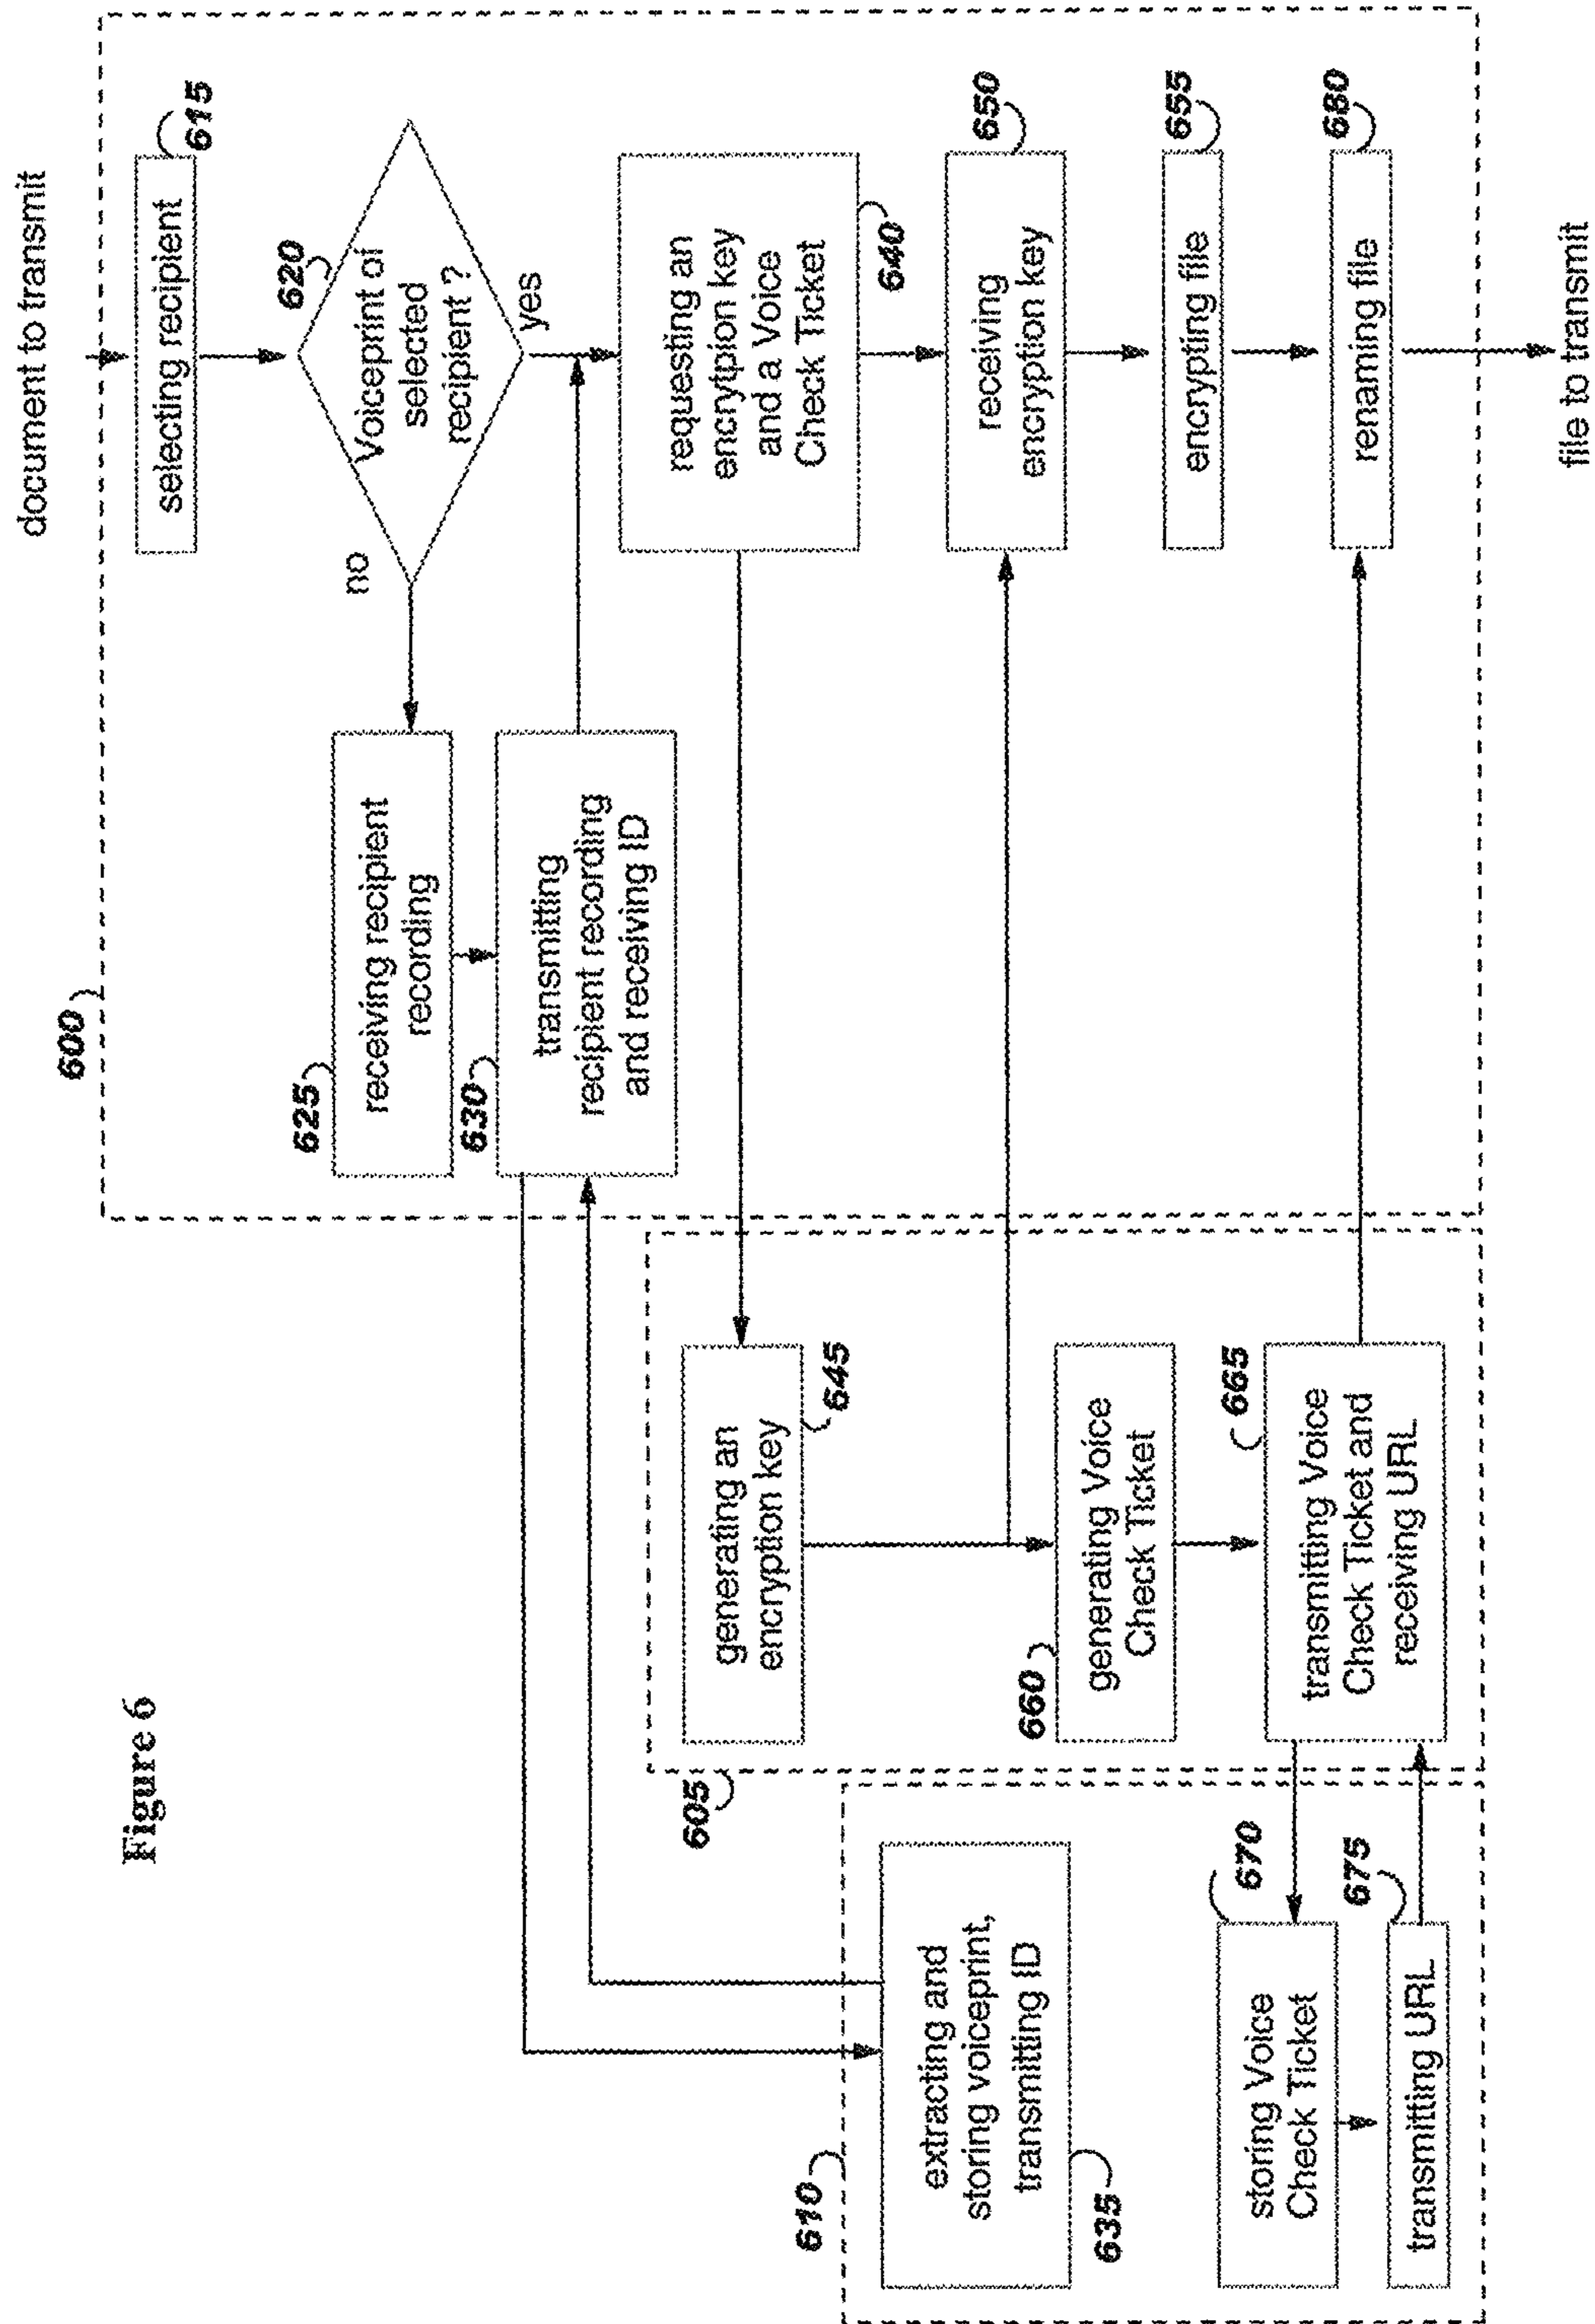 Figure 6
document to transmit
600
selecting recipient
615
620
Voiceprint of
selected
recipient ?
no
yes
625
receiving recipient
recording
630
transmitting
recipient recording
and receiving ID
requesting an
encrytpion key
and a Voice
Check Ticket
640
605
generating an
encryption key
645
receiving
encryption key
650
610
extracting and
storing voiceprint,
transmitting ID
635
660
generating Voice
Check Ticket
encrypting file
655
665
transmitting Voice
Check Ticket and
receiving URL
670
storing Voice
Check Ticket
675
transmitting URL
renaming file
680
file to transmit